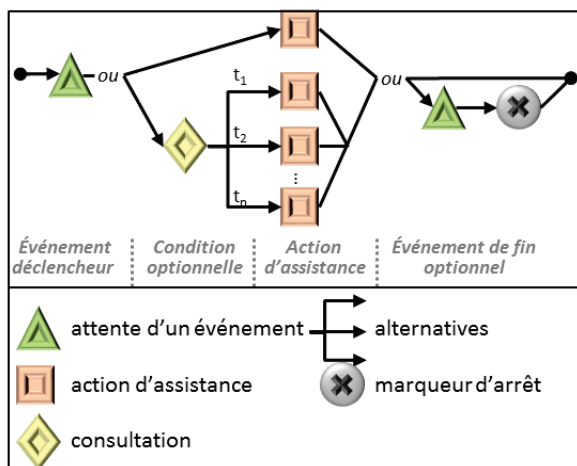 ou
ou
t1
t2
⋮
tn
Événement déclencheur
Condition optionnelle
Action d'assistance
Événement de fin optionnel
attente d'un événement
alternatives
action d'assistance
marqueur d'arrêt
consultation